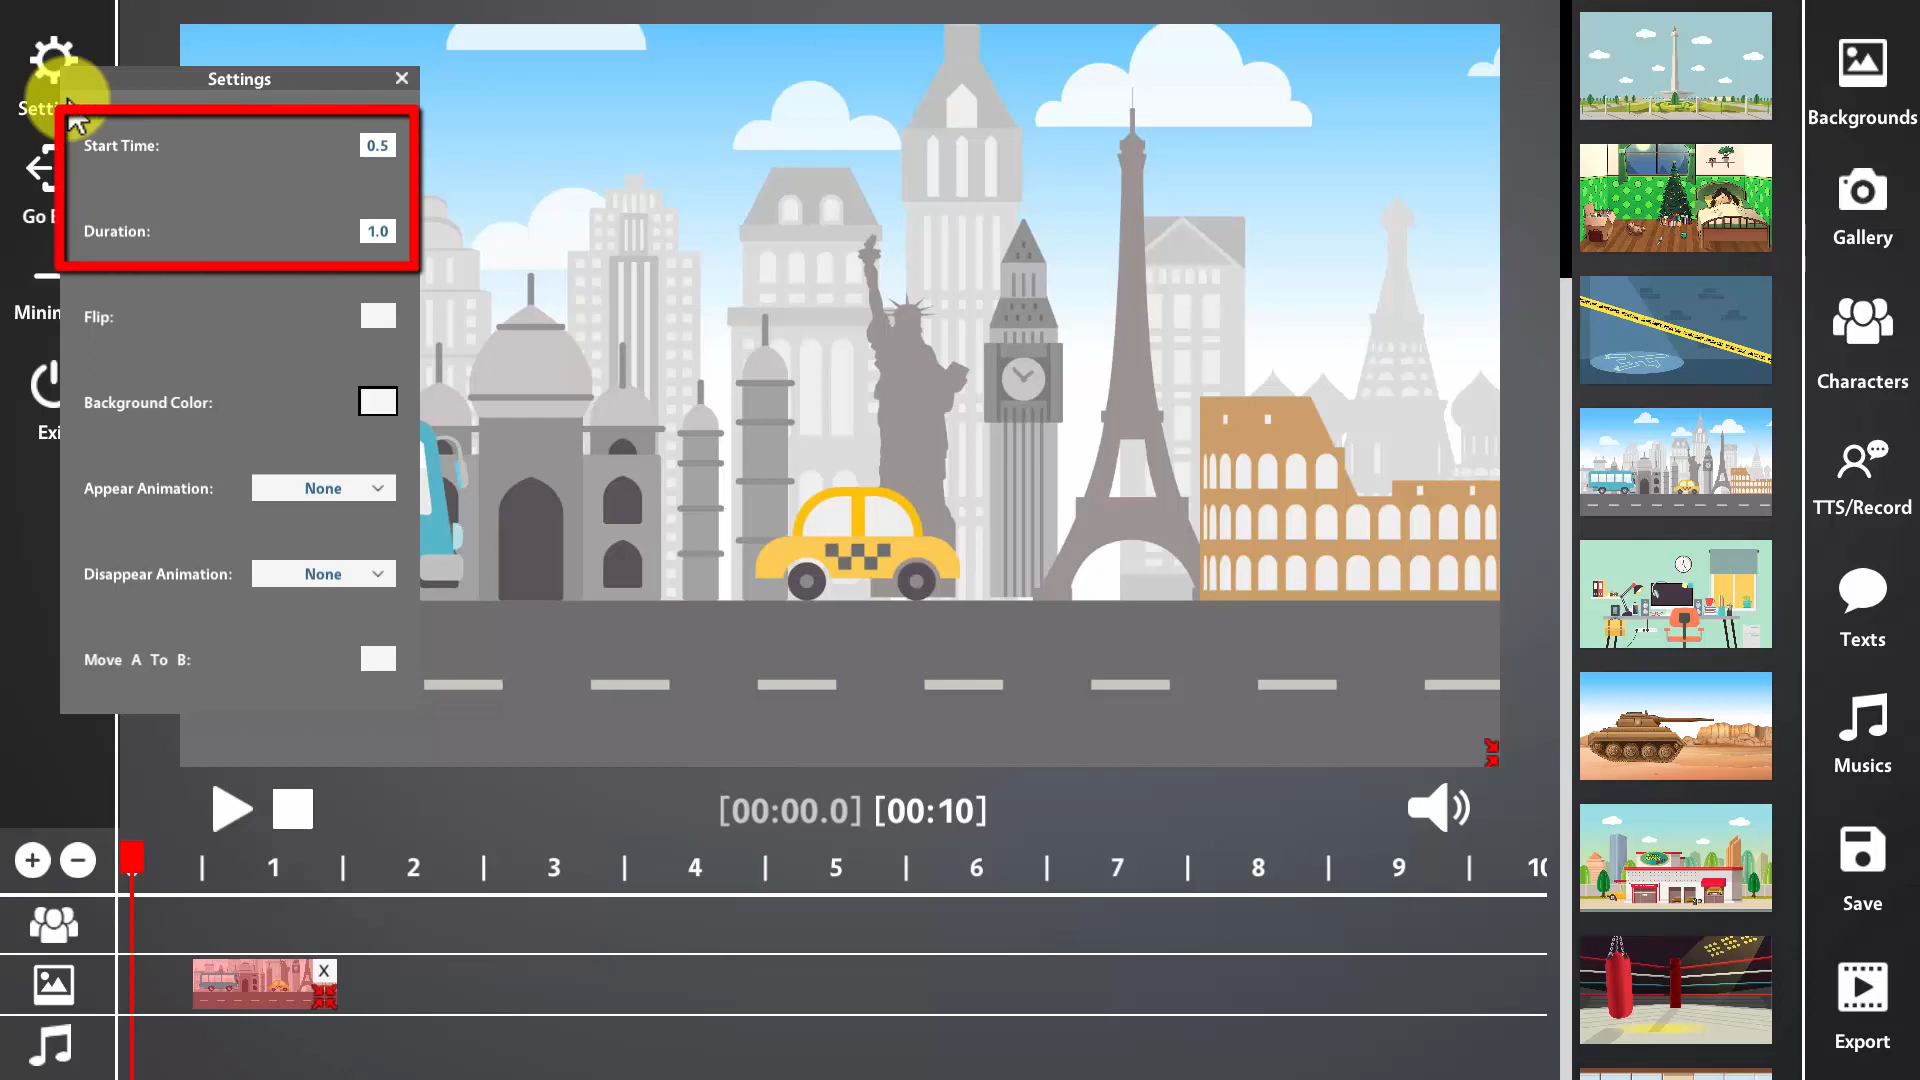 Settings
Start Time: 0.5
Duration: 1.0
Flip:
Background Color:
Appear Animation: None
Disappear Animation: None
Move A To B:
Setti
Go B
Minin
Exi
[00:00.0] [00:10]
1 2 3 4 5 6 7 8 9 10
X
Backgrounds
Gallery
Characters
TTS/Record
Texts
Musics
Save
Export